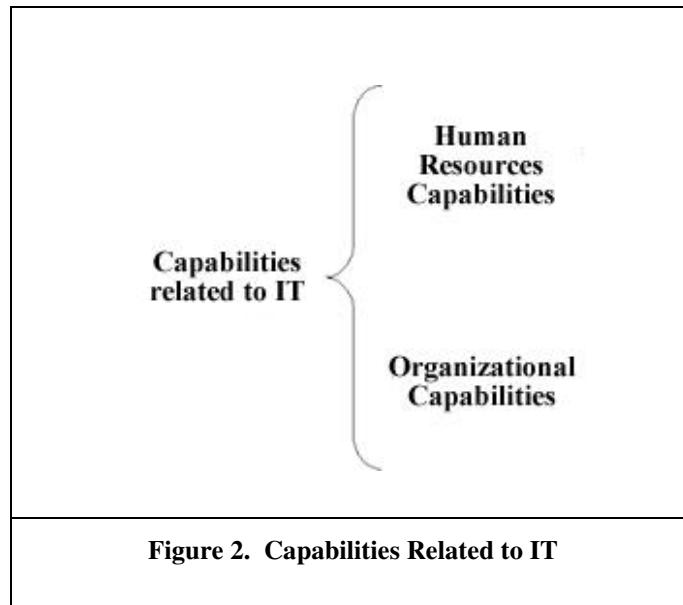 Human
Resources
Capabilities
Capabilities
related to IT
Organizational
Capabilities
Figure 2. Capabilities Related to IT